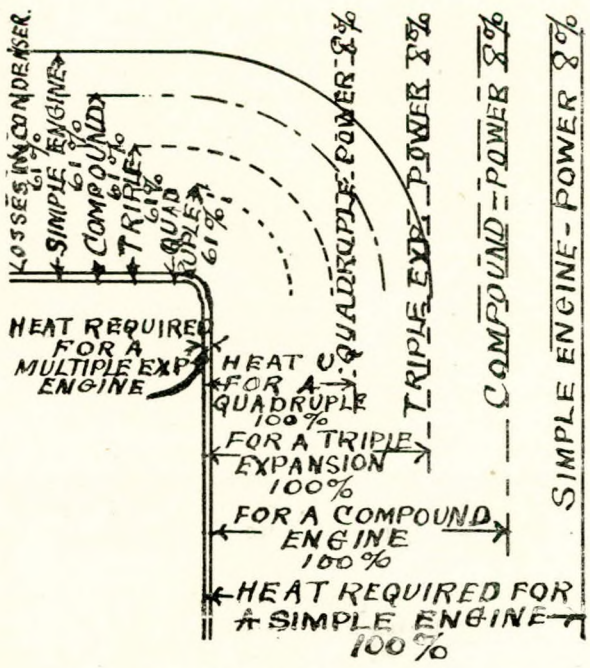 LOSSES IN CONDENSER.
61%
SIMPLE ENGINE
61%
COMPOUND
61%
TRIPLE
61%
QUAD
RUPLE
61%
QUADRUPLE-POWER 8%
TRIPLE EXP. POWER 8%
COMPOUND-POWER 8%
SIMPLE ENGINE-POWER 8%
HEAT REQUIRED
FOR A
MULTIPLE EXP
ENGINE
HEAT
FOR A
QUADRUPLE
100%
FOR A TRIPLE
EXPANSION
100%
FOR A COMPOUND
ENGINE
100%
HEAT REQUIRED FOR
A SIMPLE ENGINE
100%